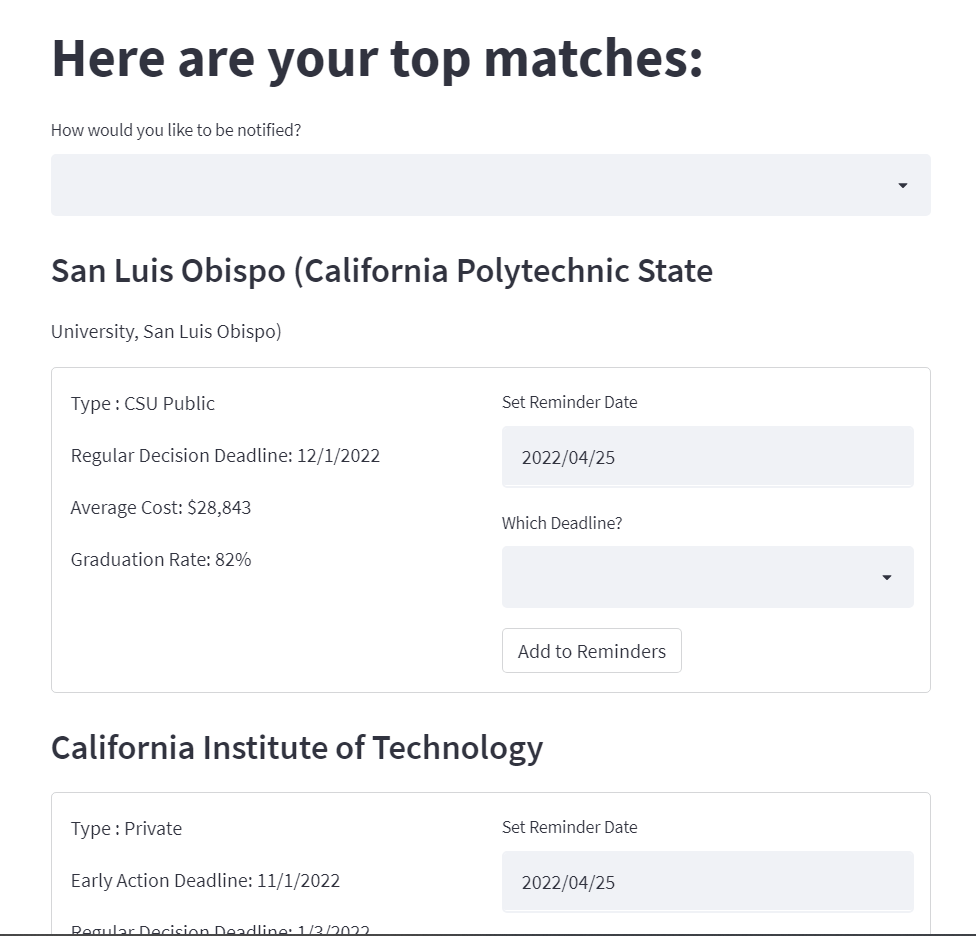 Here are your top matches:
How would you like to be notified?
San Luis Obispo (California Polytechnic State
University, San Luis Obispo)
Type : CSU Public
Regular Decision Deadline: 12/1/2022
Average Cost: $28,843
Graduation Rate: 82%
Set Reminder Date
2022/04/25
Which Deadline?
Add to Reminders
California Institute of Technology
Type : Private
Early Action Deadline: 11/1/2022
Regular Decision Deadline: 1/3/2022
Set Reminder Date
2022/04/25